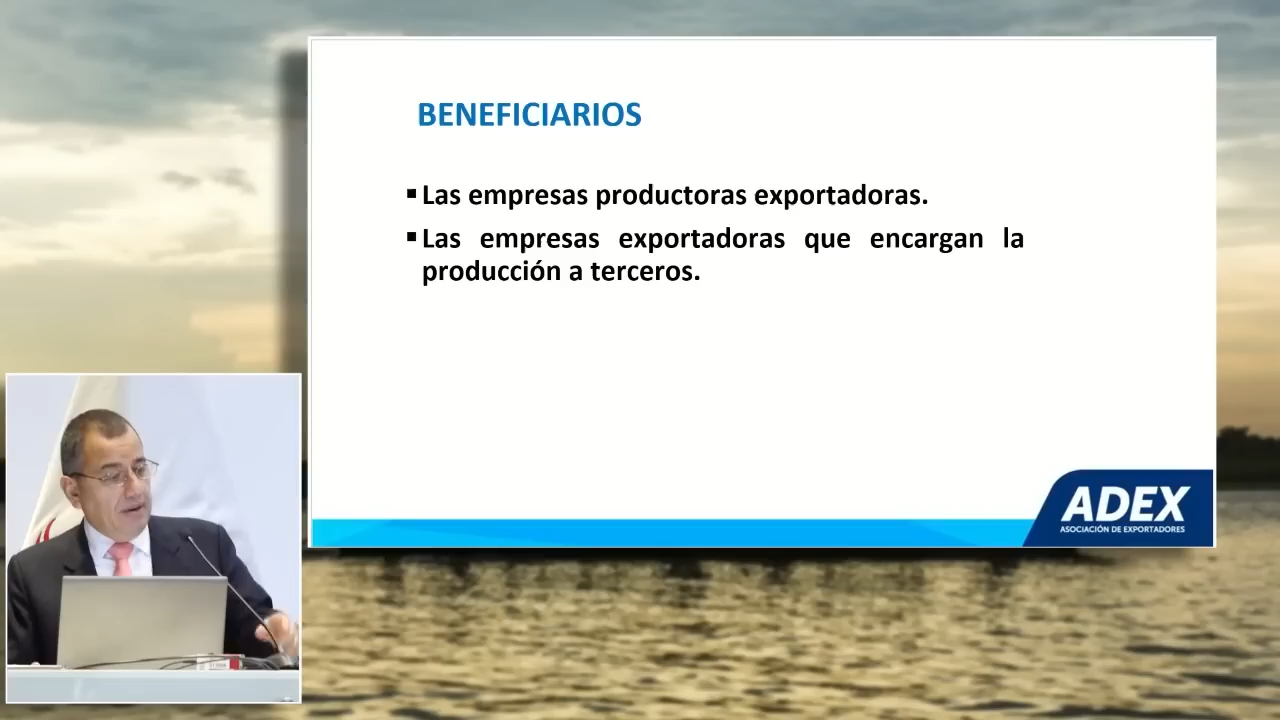 BENEFICIARIOS
▪Las empresas productoras exportadoras.
▪Las empresas exportadoras que encargan la
producción a terceros.
ADEX
ASOCIACIÓN DE EXPORTADORES